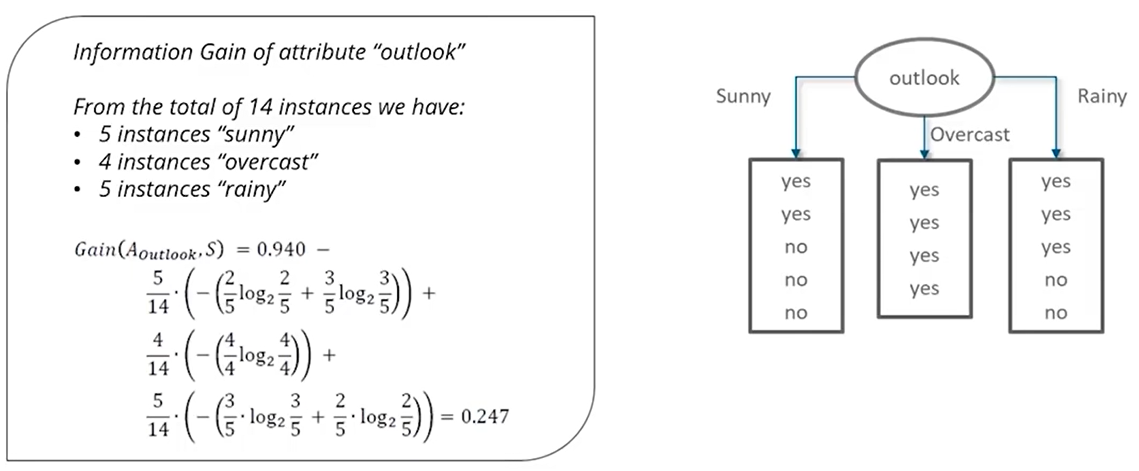 Information Gain of attribute “outlook”
From the total of 14 instances we have:
• 5 instances “sunny”
• 4 instances “overcast”
• 5 instances “rainy”
Gain(A_Outlook, S) = 0.940 −
5/14 · (−(2/5 log₂ 2/5 + 3/5 log₂ 3/5)) +
4/14 · (−(4/4 log₂ 4/4)) +
5/14 · (−(3/5 · log₂ 3/5 + 2/5 · log₂ 2/5)) = 0.247
outlook
Sunny
Overcast
Rainy
yes
yes
no
no
no
yes
yes
yes
yes
yes
yes
yes
no
no